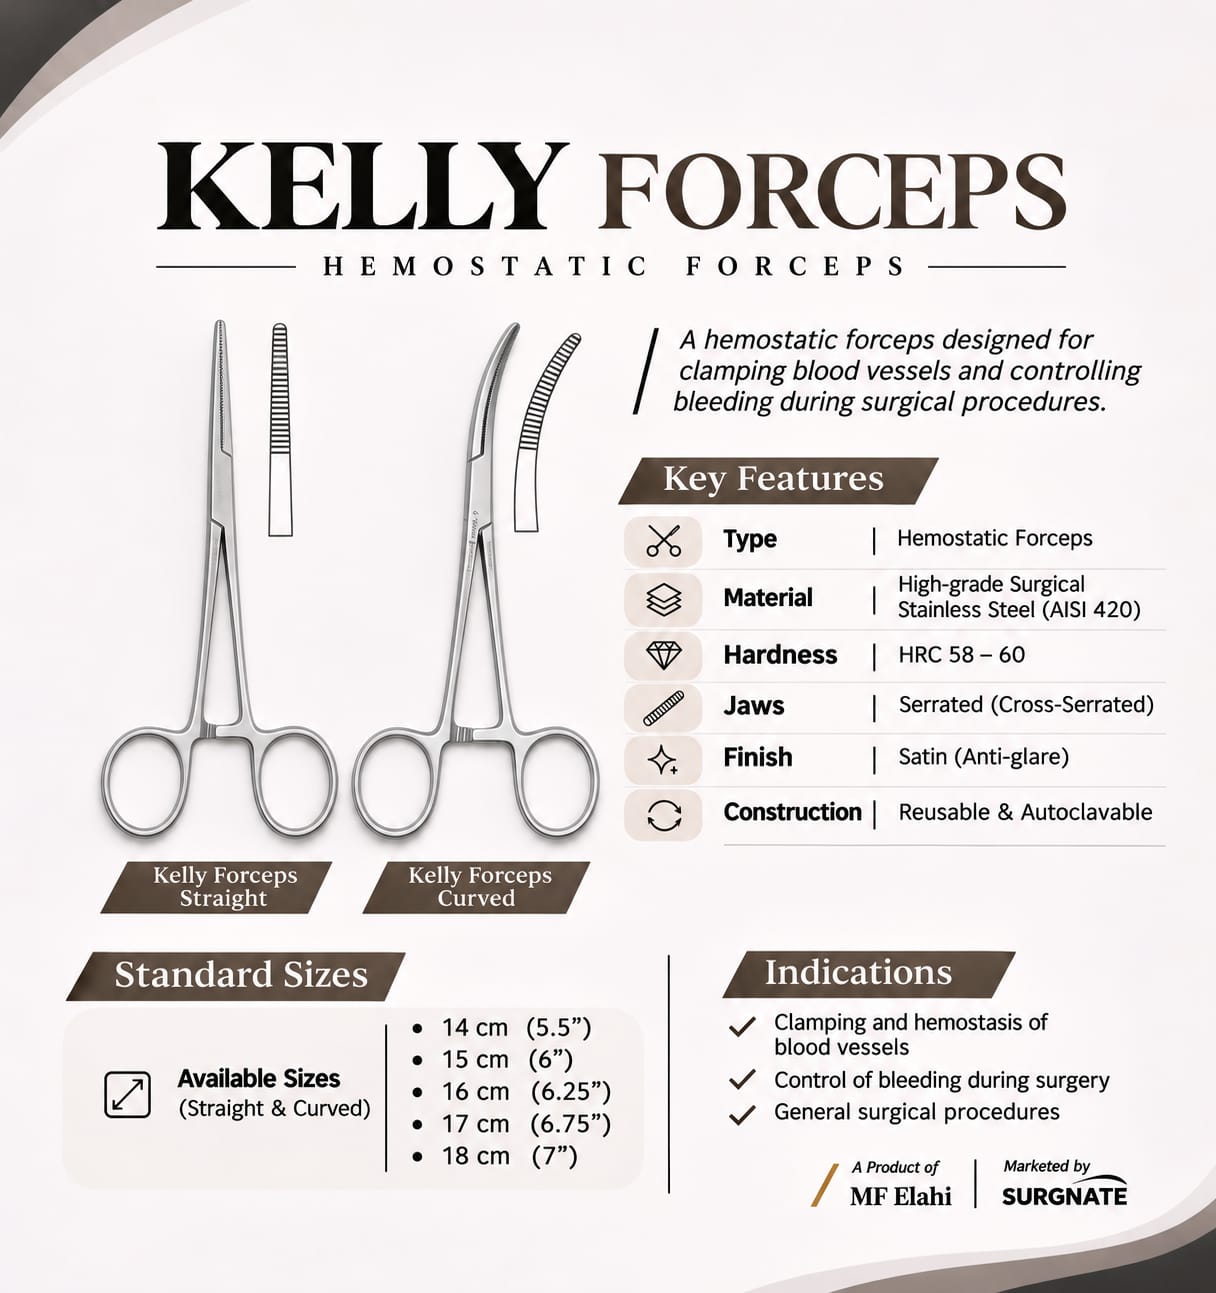 KELLY FORCEPS
HEMOSTATIC FORCEPS
A hemostatic forceps designed for
clamping blood vessels and controlling
bleeding during surgical procedures.
Key Features
Type | Hemostatic Forceps
Material | High-grade Surgical
Stainless Steel (AISI 420)
Hardness | HRC 58 – 60
Jaws | Serrated (Cross-Serrated)
Finish | Satin (Anti-glare)
Construction | Reusable & Autoclavable
Kelly Forceps
Straight
Kelly Forceps
Curved
Standard Sizes
Available Sizes
(Straight & Curved)
• 14 cm (5.5”)
• 15 cm (6”)
• 16 cm (6.25”)
• 17 cm (6.75”)
• 18 cm (7”)
Indications
Clamping and hemostasis of
blood vessels
Control of bleeding during surgery
General surgical procedures
A Product of
MF Elahi
Marketed by
SURGNATE